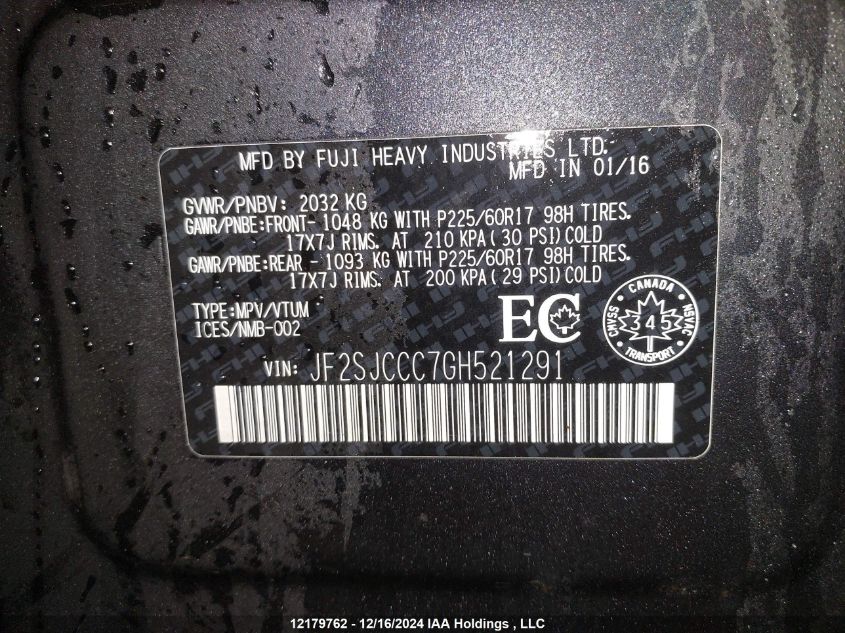 MFD BY FUJI HEAVY INDUSTRIES LTD.
MFD IN 01/16
GVWR/PNBV: 2032 KG
GAWR/PNBE:FRONT- 1048 KG WITH P225/60R17 98H TIRES.
17X7J RIMS. AT 210 KPA( 30 PSI)COLD
GAWR/PNBE:REAR - 1093 KG WITH P225/60R17 98H TIRES.
17X7J RIMS. AT 200 KPA( 29 PSI)COLD
TYPE:MPV/VTUM
ICES/NMB-002
EC
CANADA
CMVSS
NSVAC
345
TRANSPORT
VIN: JF2SJCCC7GH521291
12179762 - 12/16/2024 IAA Holdings , LLC